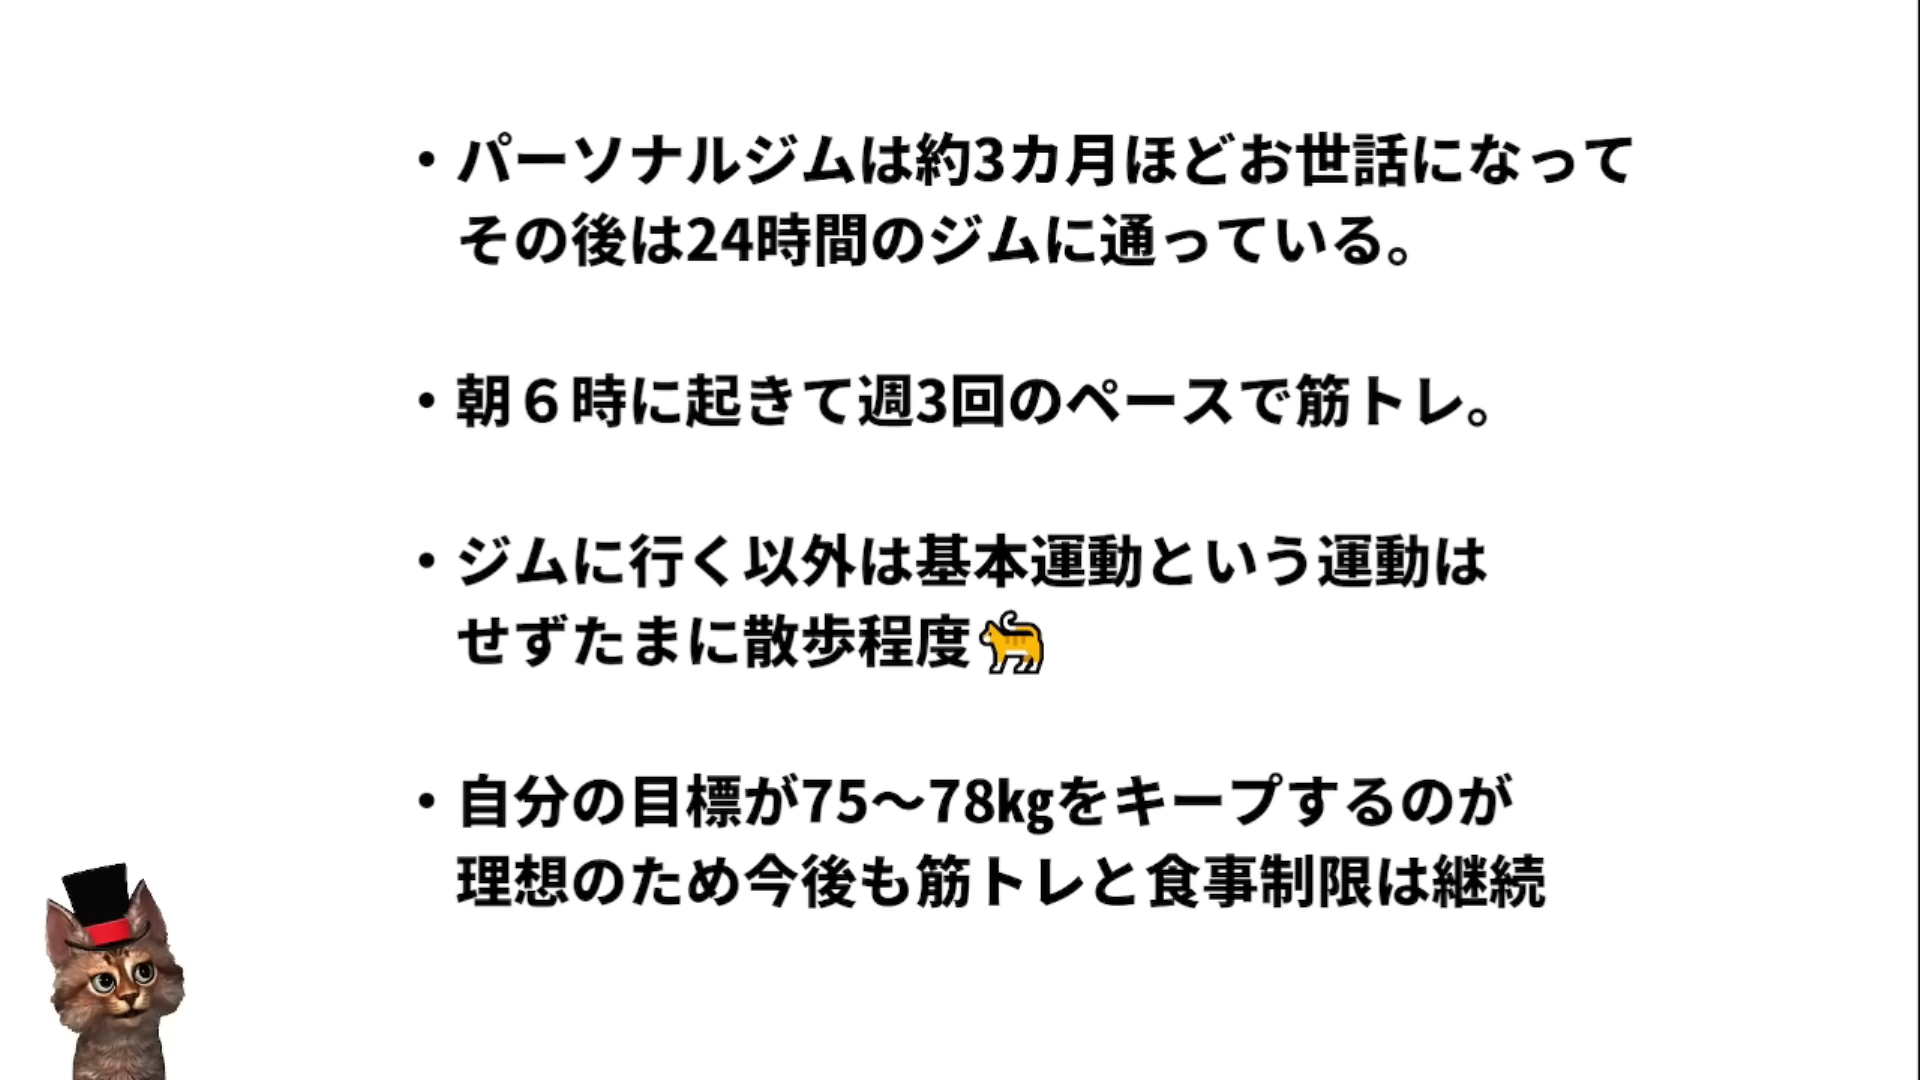 ・パーソナルジムは約3カ月ほどお世話になって
その後は24時間のジムに通っている。
・朝６時に起きて週3回のペースで筋トレ。
・ジムに行く以外は基本運動という運動は
せずたまに散歩程度🐈
・自分の目標が75〜78kgをキープするのが
理想のため今後も筋トレと食事制限は継続